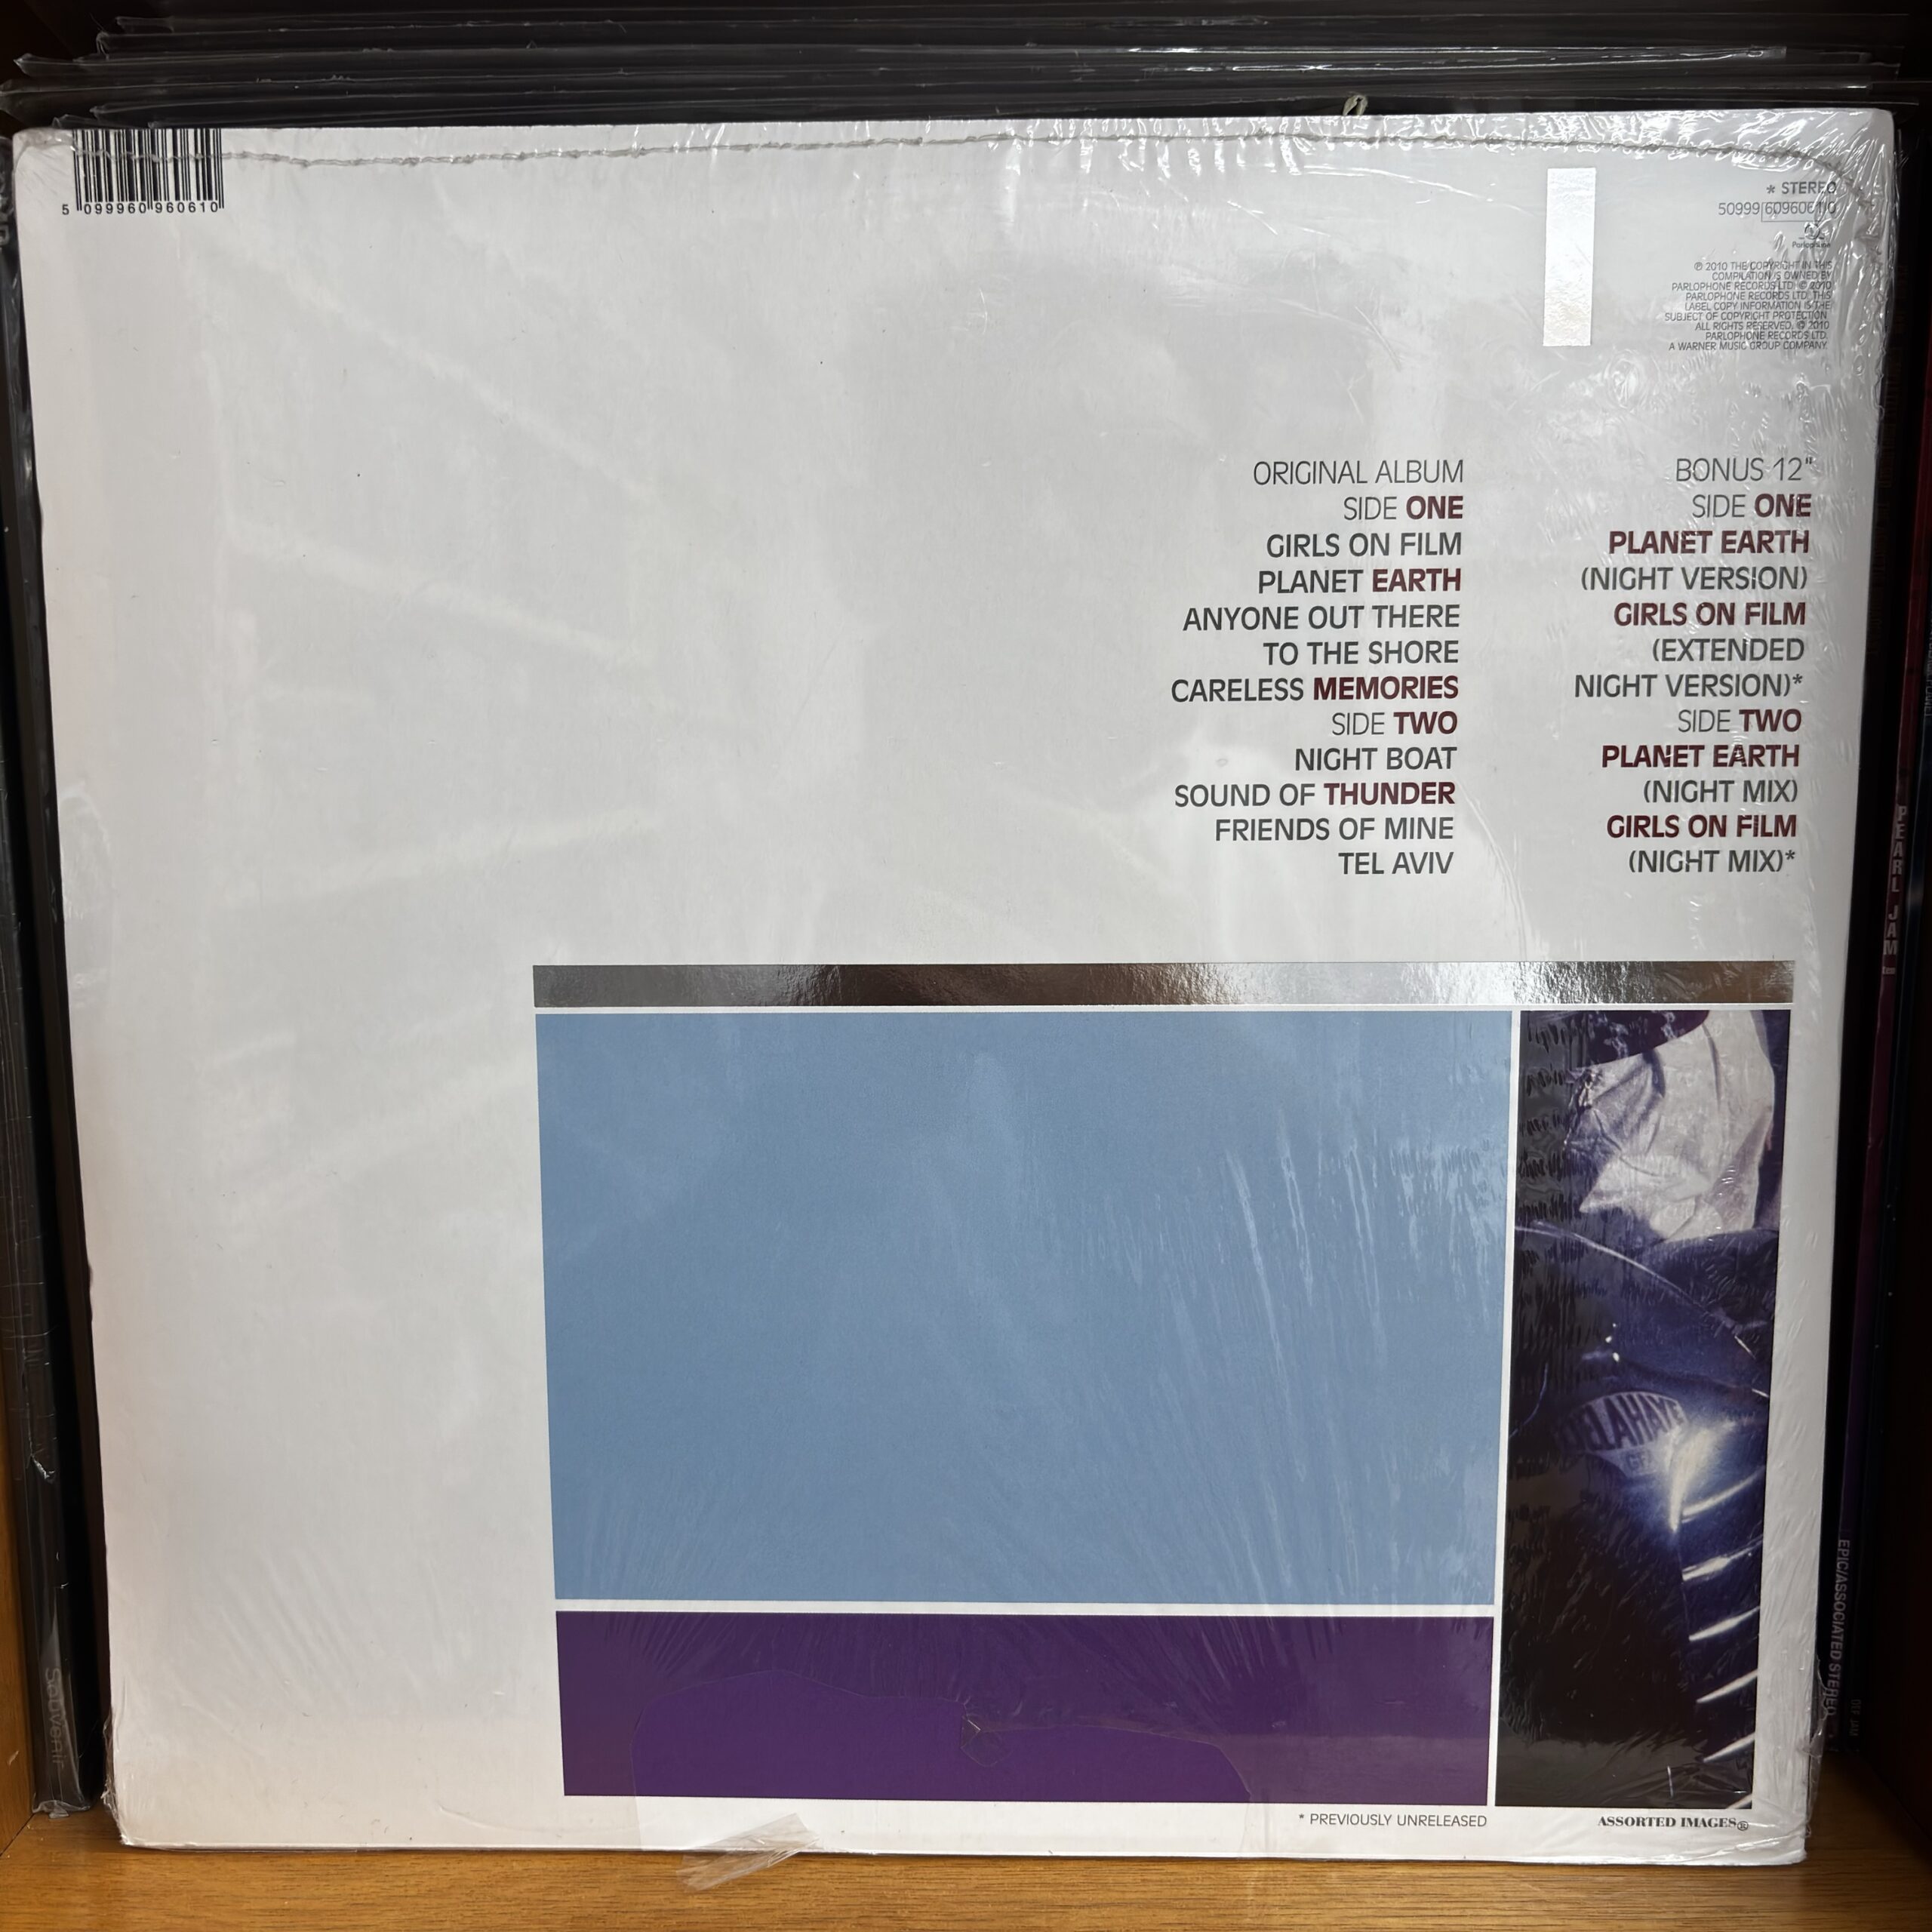 5 099960 960610
* STEREO
50999 6096061 0
Parlophone
℗ 2010 THE COPYRIGHT IN THIS
COMPILATION IS OWNED BY
PARLOPHONE RECORDS LTD. © 2010
PARLOPHONE RECORDS LTD. THIS
LABEL COPY INFORMATION IS THE
SUBJECT OF COPYRIGHT PROTECTION.
ALL RIGHTS RESERVED. © 2010
PARLOPHONE RECORDS LTD.
A WARNER MUSIC GROUP COMPANY.
ORIGINAL ALBUM
SIDE ONE
GIRLS ON FILM
PLANET EARTH
ANYONE OUT THERE
TO THE SHORE
CARELESS MEMORIES
SIDE TWO
NIGHT BOAT
SOUND OF THUNDER
FRIENDS OF MINE
TEL AVIV
BONUS 12"
SIDE ONE
PLANET EARTH
(NIGHT VERSION)
GIRLS ON FILM
(EXTENDED
NIGHT VERSION)*
SIDE TWO
PLANET EARTH
(NIGHT MIX)
GIRLS ON FILM
(NIGHT MIX)*
DELAHAYE
* PREVIOUSLY UNRELEASED
ASSORTED IMAGES®
PEARL JAM
EPIC/ASSOCIATED STEREO
DEF JAM
Souvenir